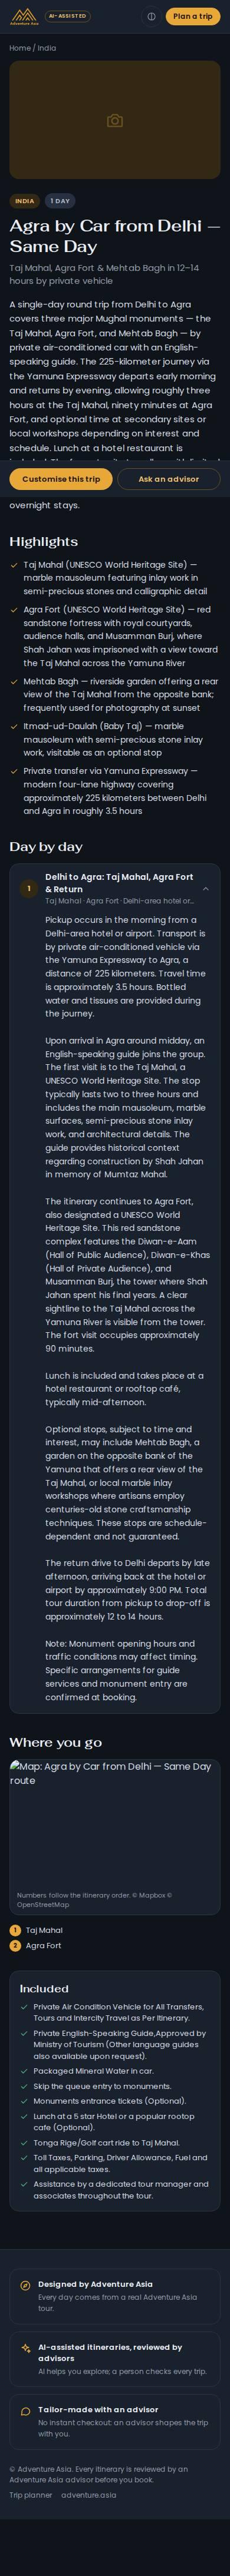 AI-ASSISTED
Plan a trip
Home / India
INDIA
1 DAY
Agra by Car from Delhi –
Same Day
Taj Mahal, Agra Fort & Mehtab Bagh in 12–14
hours by private vehicle
A single-day round trip from Delhi to Agra
covers three major Mughal monuments — the
Taj Mahal, Agra Fort, and Mehtab Bagh — by
private air-conditioned car with an English-
speaking guide. The 225-kilometer journey via
the Yamuna Expressway departs early morning
and returns by evening, allowing roughly three
hours at the Taj Mahal, ninety minutes at Agra
Fort, and optional time at secondary sites or
local workshops depending on interest and
schedule. Lunch at a hotel restaurant is
Customise this trip
Ask an advisor
overnight stays.
Highlights
Taj Mahal (UNESCO World Heritage Site) —
marble mausoleum featuring inlay work in
semi-precious stones and calligraphic detail
Agra Fort (UNESCO World Heritage Site) — red
sandstone fortress with royal courtyards,
audience halls, and Musamman Burj, where
Shah Jahan was imprisoned with a view toward
the Taj Mahal across the Yamuna River
Mehtab Bagh — riverside garden offering a rear
view of the Taj Mahal from the opposite bank;
frequently used for photography at sunset
Itmad-ud-Daulah (Baby Taj) — marble
mausoleum with semi-precious stone inlay
work, visitable as an optional stop
Private transfer via Yamuna Expressway —
modern four-lane highway covering
approximately 225 kilometers between Delhi
and Agra in roughly 3.5 hours
Day by day
1
Delhi to Agra: Taj Mahal, Agra Fort
& Return
Taj Mahal · Agra Fort · Delhi-area hotel or...
Pickup occurs in the morning from a
Delhi-area hotel or airport. Transport is
by private air-conditioned vehicle via
the Yamuna Expressway to Agra, a
distance of 225 kilometers. Travel time
is approximately 3.5 hours. Bottled
water and tissues are provided during
the journey.
Upon arrival in Agra around midday, an
English-speaking guide joins the group.
The first visit is to the Taj Mahal, a
UNESCO World Heritage Site. The stop
typically lasts two to three hours and
includes the main mausoleum, marble
surfaces, semi-precious stone inlay
work, and architectural details. The
guide provides historical context
regarding construction by Shah Jahan
in memory of Mumtaz Mahal.
The itinerary continues to Agra Fort,
also designated a UNESCO World
Heritage Site. This red sandstone
complex features the Diwan-e-Aam
(Hall of Public Audience), Diwan-e-Khas
(Hall of Private Audience), and
Musamman Burj, the tower where Shah
Jahan spent his final years. A clear
sightline to the Taj Mahal across the
Yamuna River is visible from the tower.
The fort visit occupies approximately
90 minutes.
Lunch is included and takes place at a
hotel restaurant or rooftop café,
typically mid-afternoon.
Optional stops, subject to time and
interest, may include Mehtab Bagh, a
garden on the opposite bank of the
Yamuna that offers a rear view of the
Taj Mahal, or local marble inlay
workshops where artisans employ
centuries-old stone craftsmanship
techniques. These stops are schedule-
dependent and not guaranteed.
The return drive to Delhi departs by late
afternoon, arriving back at the hotel or
airport by approximately 9:00 PM. Total
tour duration from pickup to drop-off is
approximately 12 to 14 hours.
Note: Monument opening hours and
traffic conditions may affect timing.
Specific arrangements for guide
services and monument entry are
confirmed at booking.
Where you go
Map: Agra by Car from Delhi — Same Day
route
Numbers follow the itinerary order. © Mapbox ©
OpenStreetMap
1 Taj Mahal
2 Agra Fort
Included
Private Air Condition Vehicle for All Transfers,
Tours and Intercity Travel as Per Itinerary.
Private English-Speaking Guide,Approved by
Ministry of Tourism (Other language guides
also available upon request).
Packaged Mineral Water in car.
Skip the queue entry to monuments.
Monuments entrance tickets (Optional).
Lunch at a 5 star Hotel or a popular rooftop
cafe (Optional).
Tonga Rige/Golf cart ride to Taj Mahal.
Toll Taxes, Parking, Driver Allowance, Fuel and
all applicable taxes.
Assistance by a dedicated tour manager and
associates throughout the tour.
Designed by Adventure Asia
Every day comes from a real Adventure Asia
tour.
AI-assisted itineraries, reviewed by
advisors
AI helps you explore; a person checks every trip.
Tailor-made with an advisor
No instant checkout: an advisor shapes the trip
with you.
© Adventure Asia. Every itinerary is reviewed by an
Adventure Asia advisor before you book.
Trip planner adventure.asia